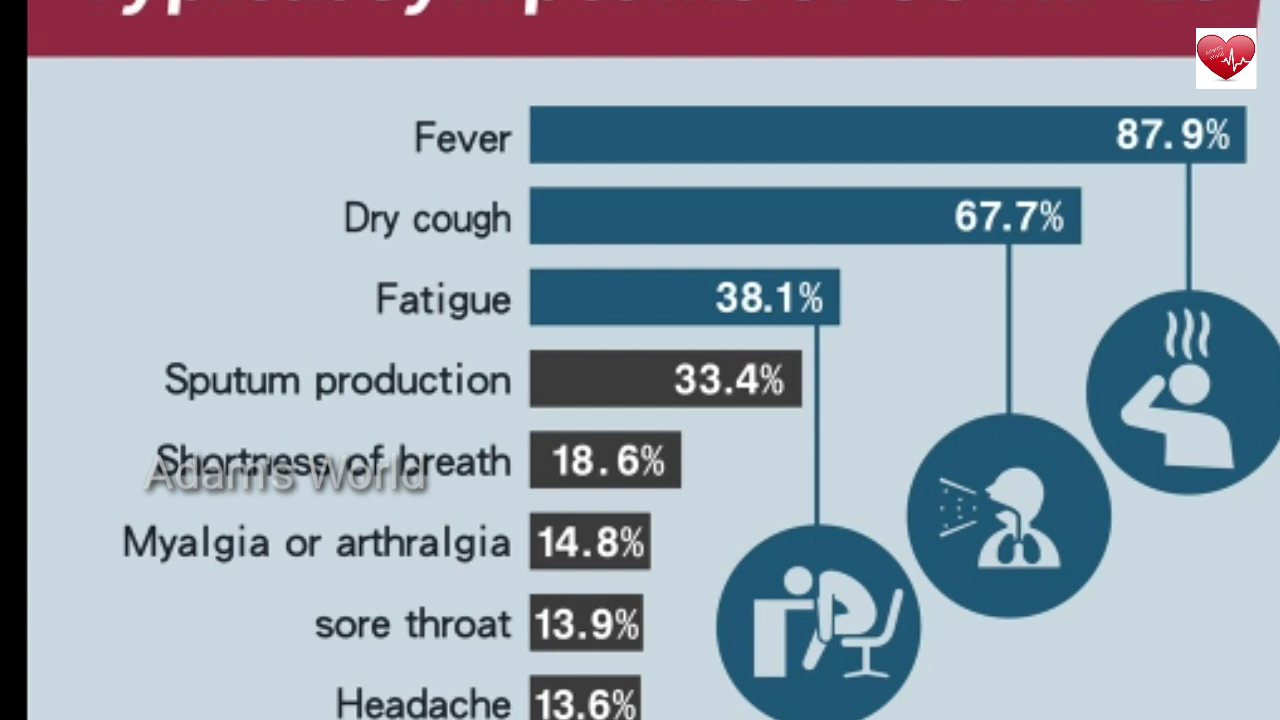 Fever 87.9%
Dry cough 67.7%
Fatigue 38.1%
Sputum production 33.4%
Shortness of breath 18.6%
Adam's World
Myalgia or arthralgia 14.8%
sore throat 13.9%
Headache 13.6%